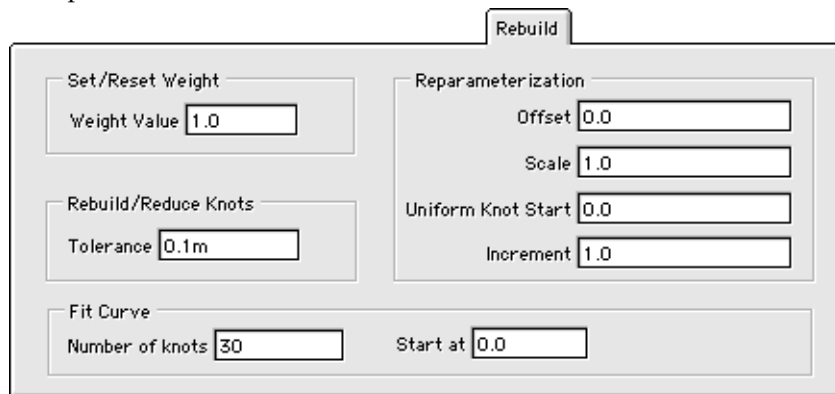 Rebuild
Set/Reset Weight
Weight Value 1.0
Rebuild/Reduce Knots
Tolerance 0.1m
Reparameterization
Offset 0.0
Scale 1.0
Uniform Knot Start 0.0
Increment 1.0
Fit Curve
Number of knots 30
Start at 0.0